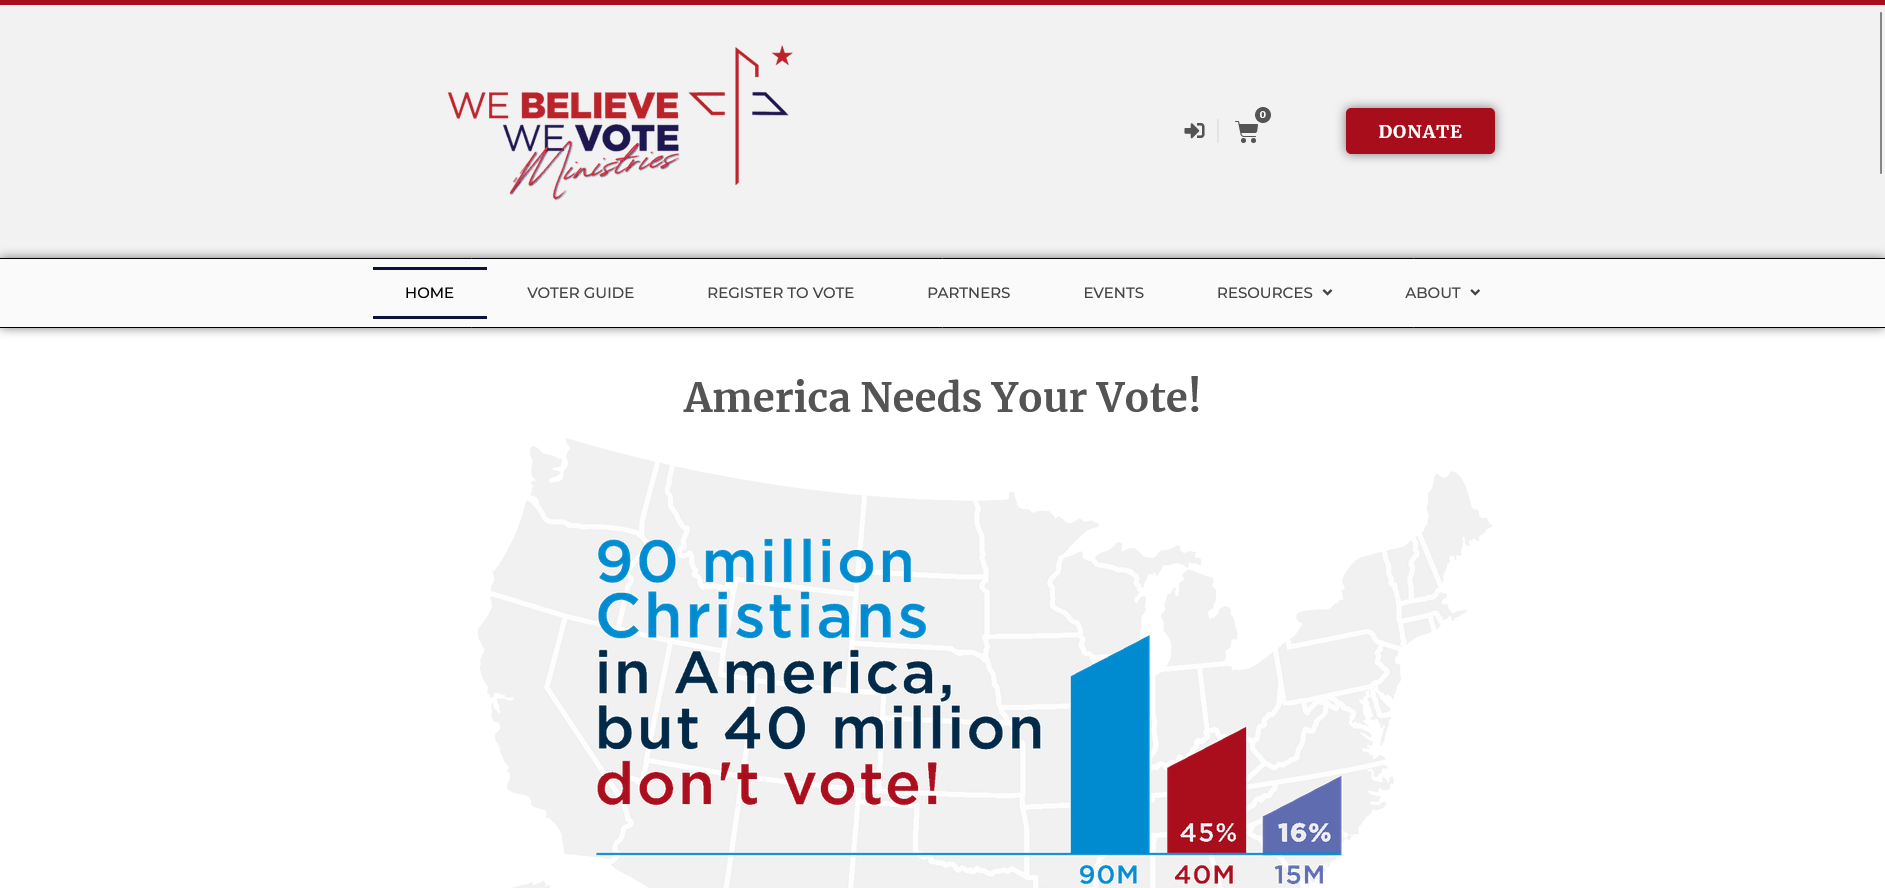 WE BELIEVE
WE VOTE
Ministries
0
DONATE
HOME
VOTER GUIDE
REGISTER TO VOTE
PARTNERS
EVENTS
RESOURCES
ABOUT
America Needs Your Vote!
90 million
Christians
in America,
but 40 million
don't vote!
45%
16%
90M
40M
15M